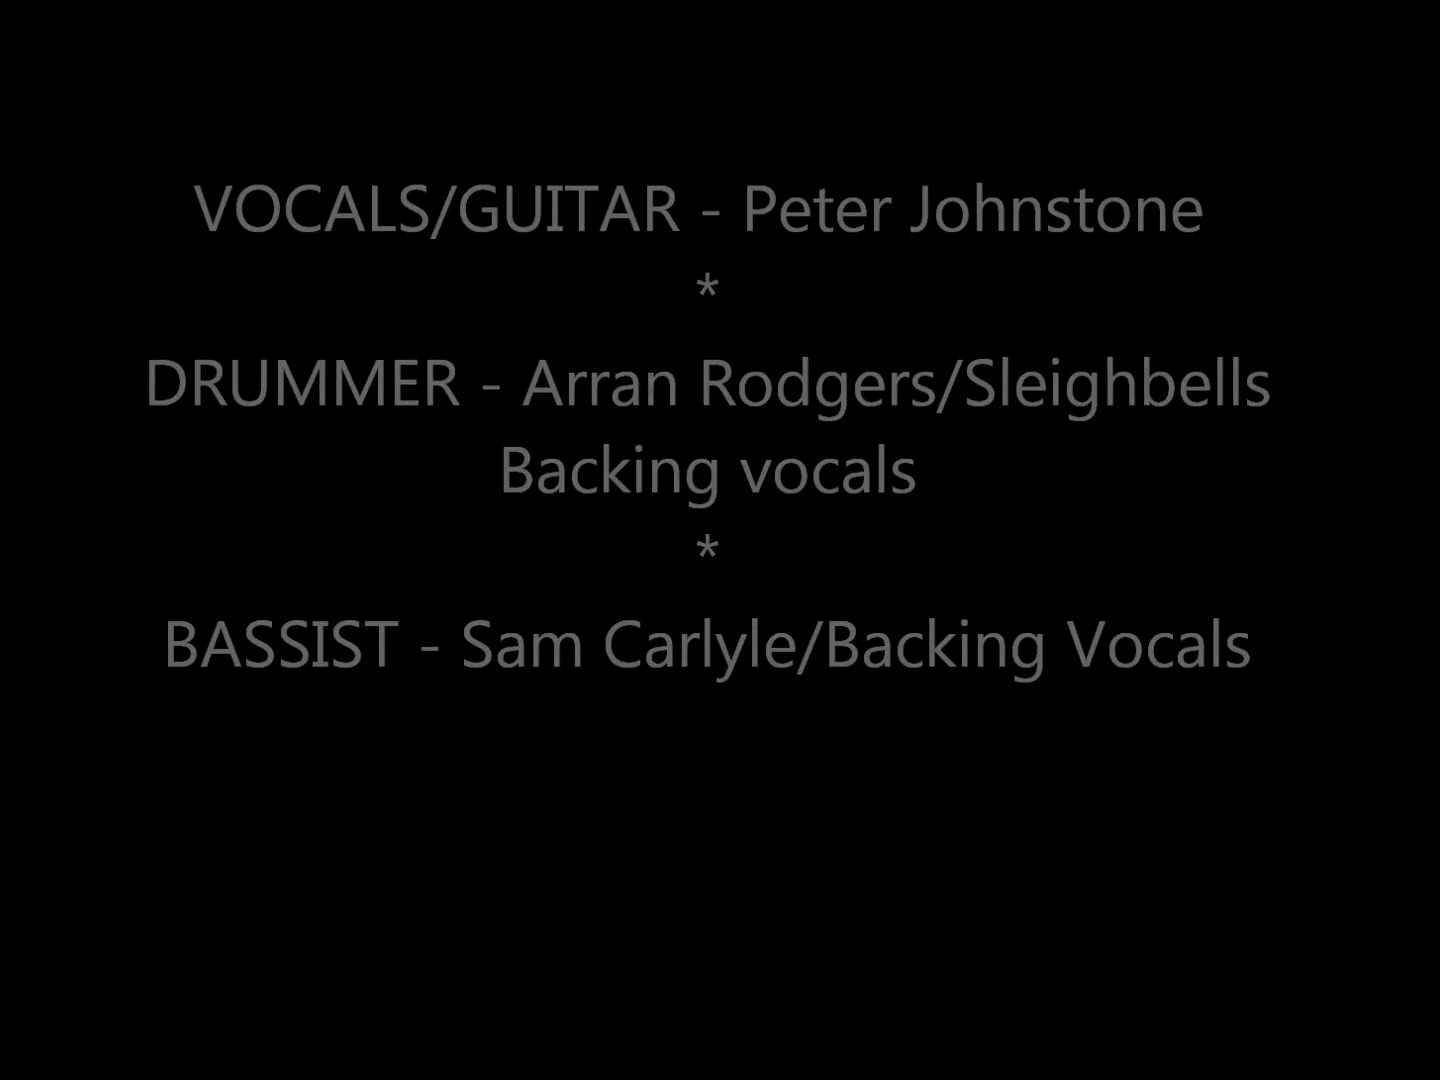 VOCALS/GUITAR - Peter Johnstone
*
DRUMMER - Arran Rodgers/Sleighbells
Backing vocals
*
BASSIST - Sam Carlyle/Backing Vocals